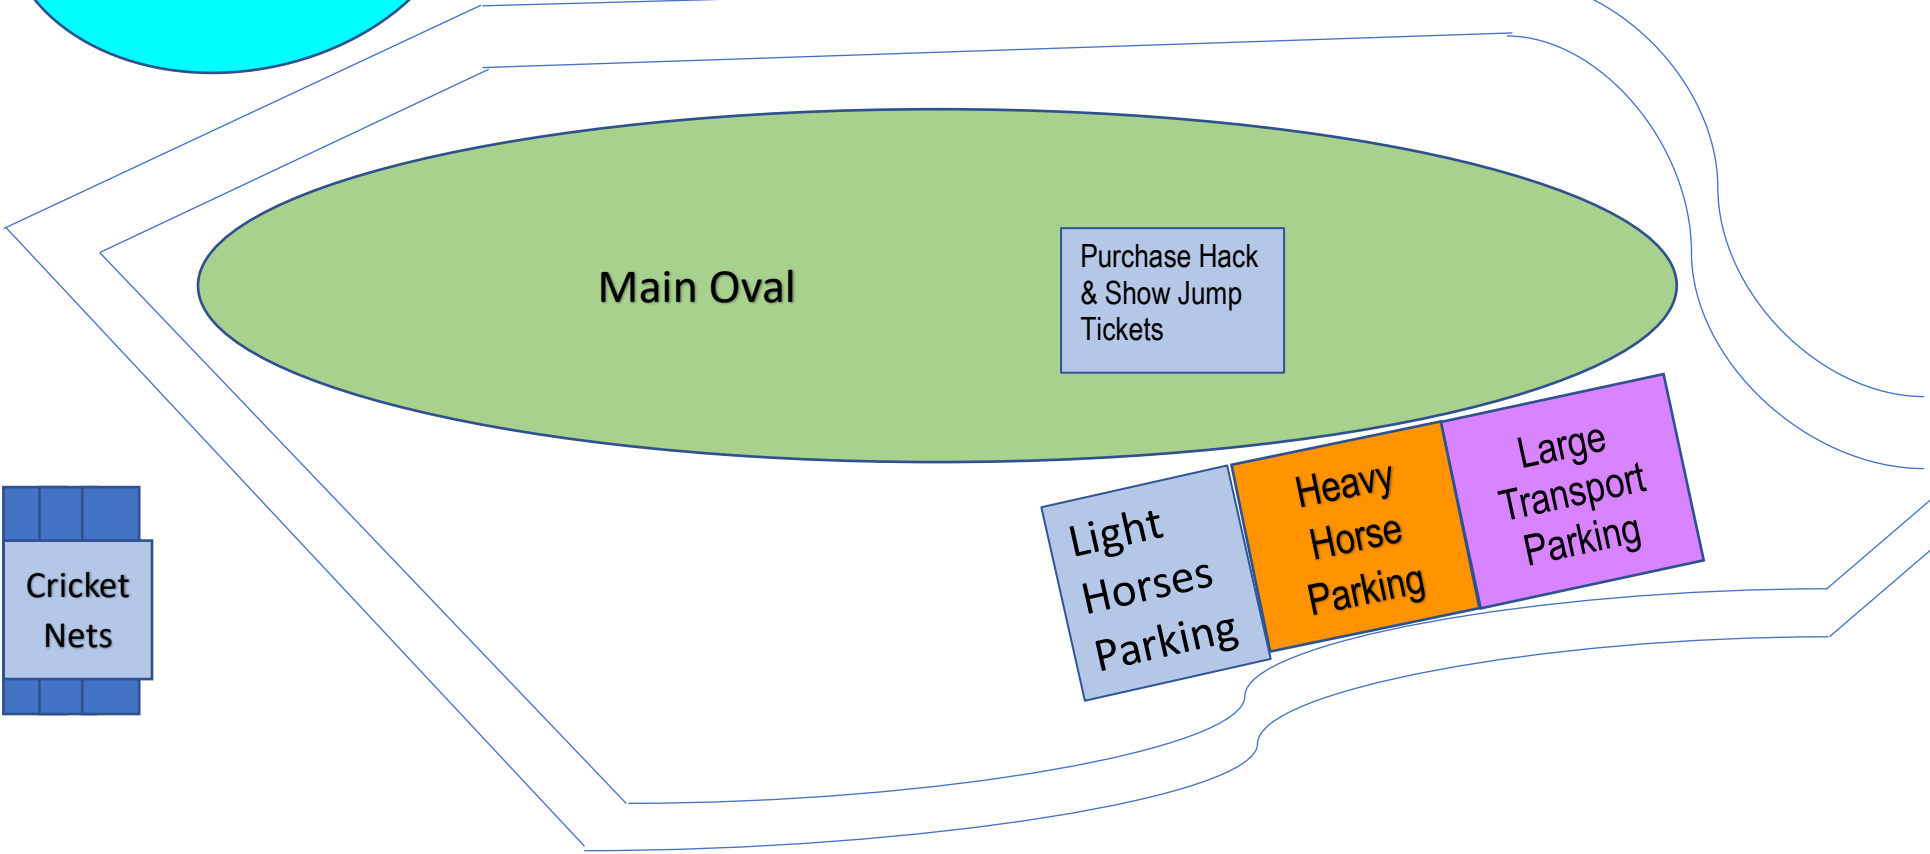 Main Oval
Purchase Hack
& Show Jump
Tickets
Light
Horses
Parking
Heavy
Horse
Parking
Large
Transport
Parking
Cricket
Nets